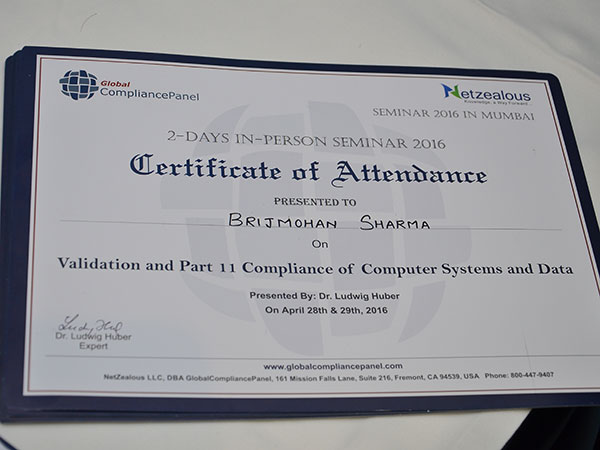 Global
CompliancePanel
Netzealous
Knowledge, a Way Forward...
SEMINAR 2016 IN MUMBAI
2-DAYS IN-PERSON SEMINAR 2016
Certificate of Attendance
PRESENTED TO
BRIJMOHAN SHARMA
On
Validation and Part 11 Compliance of Computer Systems and Data
Presented By: Dr. Ludwig Huber
On April 28th & 29th, 2016
Dr. Ludwig Huber
Expert
www.globalcompliancepanel.com
NetZealous LLC, DBA GlobalCompliancePanel, 161 Mission Falls Lane, Suite 216, Fremont, CA 94539, USA Phone: 800-447-9407